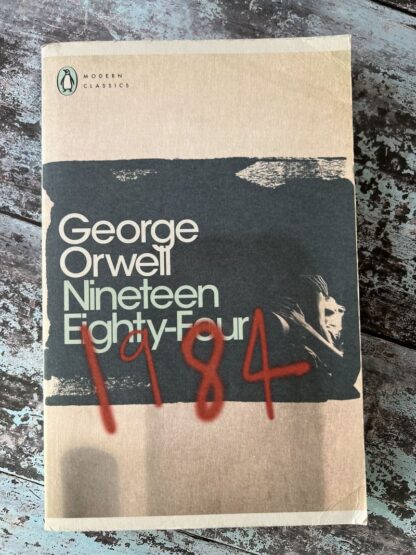 MODERN
CLASSICS
George
Orwell
Nineteen
Eighty-Four
1984